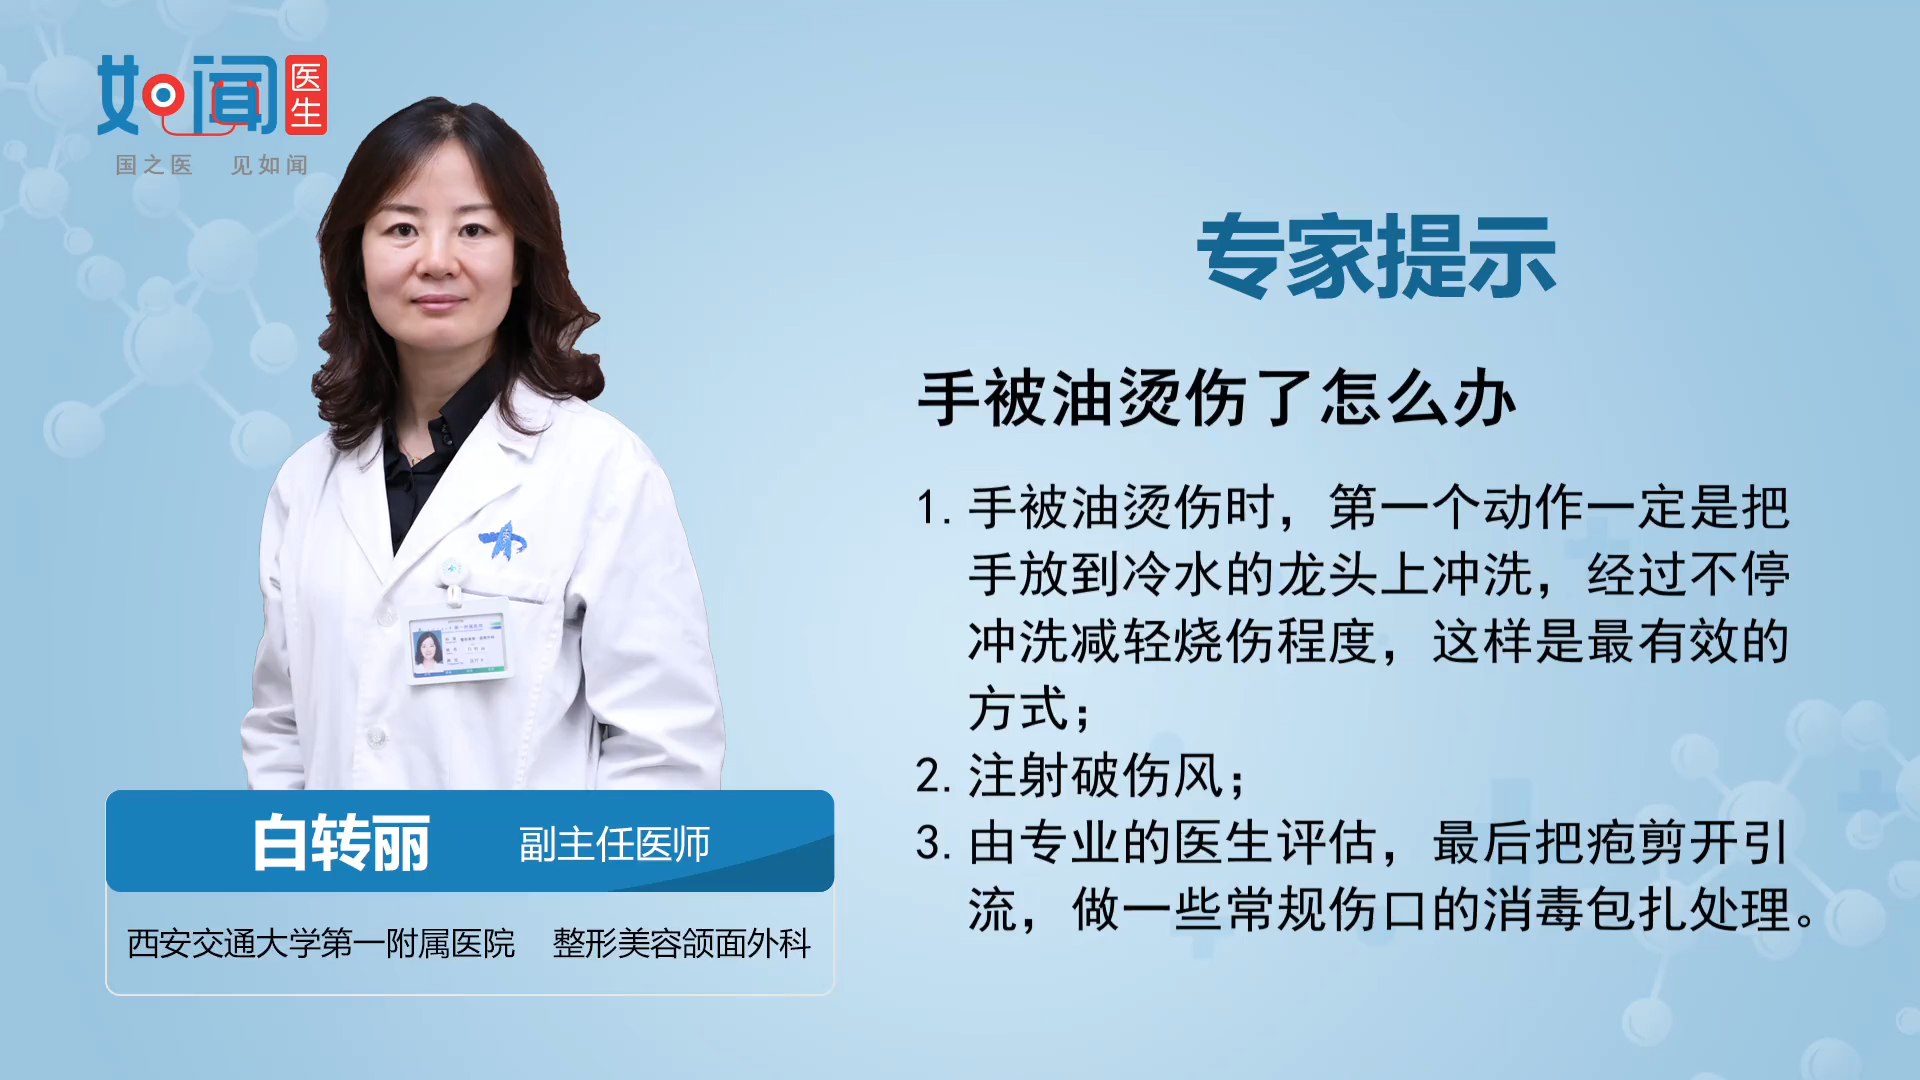 如闻医生
国之医 见如闻
专家提示
手被油烫伤了怎么办
1. 手被油烫伤时，第一个动作一定是把
手放到冷水的龙头上冲洗，经过不停
冲洗减轻烧伤程度，这样是最有效的
方式；
2. 注射破伤风；
3. 由专业的医生评估，最后把疱剪开引
流，做一些常规伤口的消毒包扎处理。
白转丽 副主任医师
西安交通大学第一附属医院 整形美容颌面外科